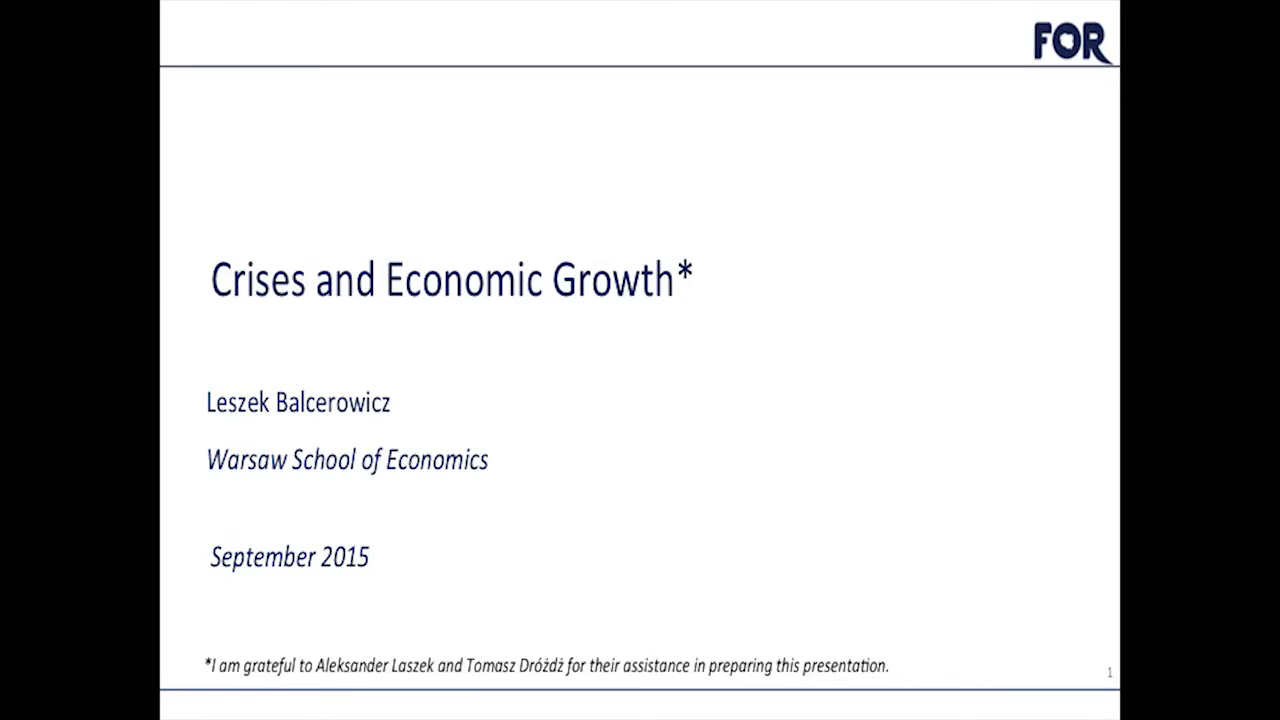 FOR
Crises and Economic Growth*
Leszek Balcerowicz
Warsaw School of Economics
September 2015
*I am grateful to Aleksander Laszek and Tomasz Dróżdż for their assistance in preparing this presentation.
1